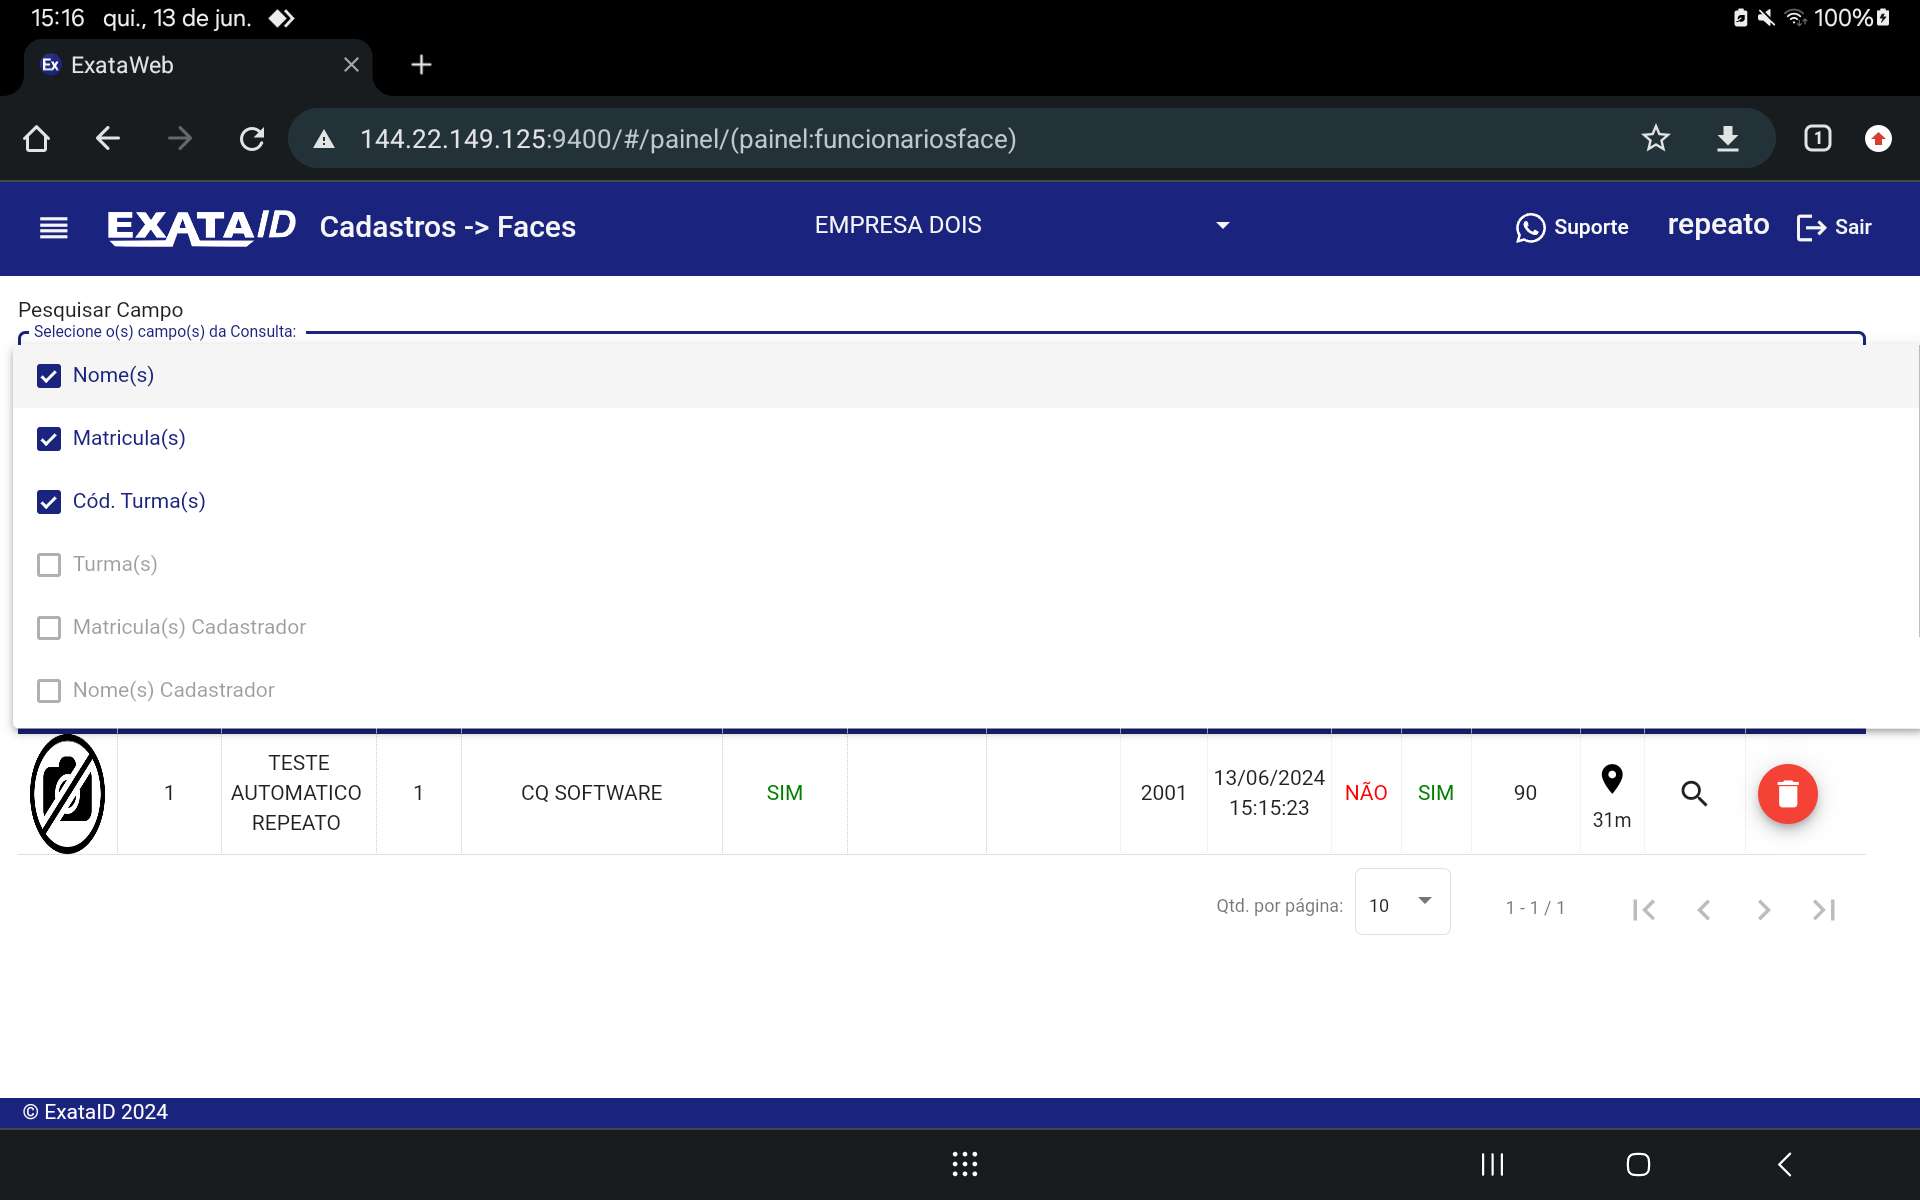 15:16 qui., 13 de jun. 100%
Ex ExataWeb
144.22.149.125:9400/#/painel/(painel:funcionariosface) 1
EXATAID Cadastros -> Faces EMPRESA DOIS Suporte repeato Sair
Pesquisar Campo
Selecione o(s) campo(s) da Consulta:
Nome(s)
Matricula(s)
Cód. Turma(s)
Turma(s)
Matricula(s) Cadastrador
Nome(s) Cadastrador
1 TESTE AUTOMATICO REPEATO 1 CQ SOFTWARE SIM 2001 13/06/2024 15:15:23 NÃO SIM 90 31m
Qtd. por página: 10 1 - 1 / 1
© ExataID 2024